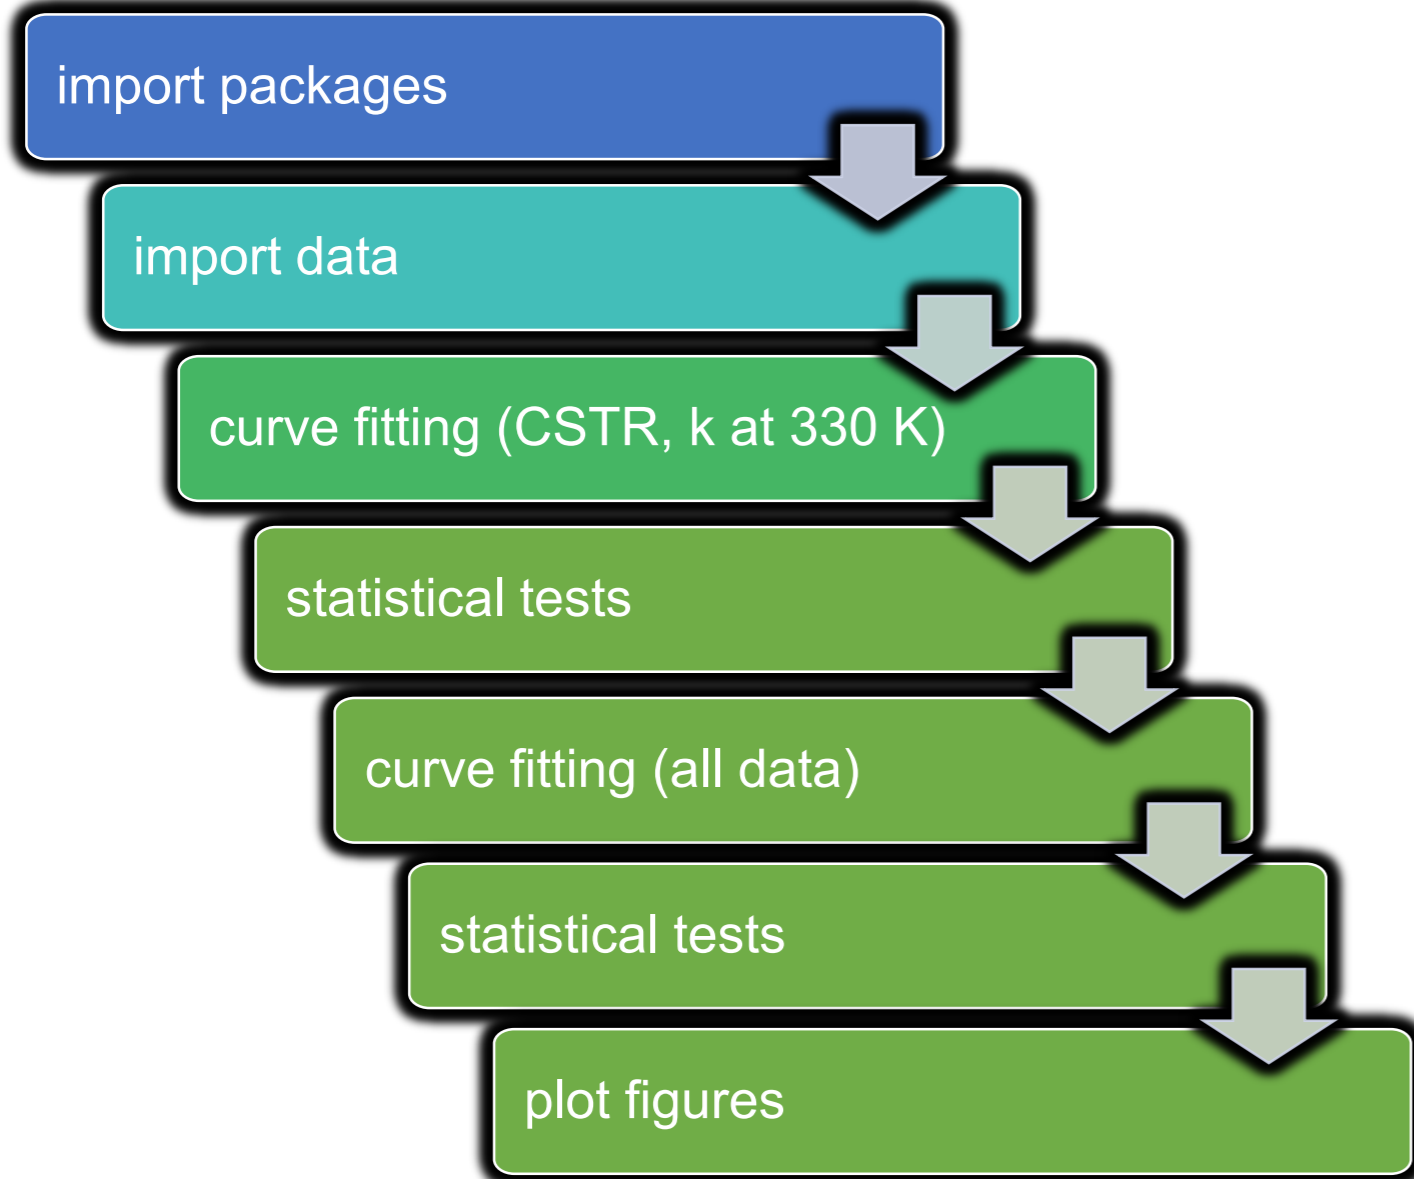 import packages
import data
curve fitting (CSTR, k at 330 K)
statistical tests
curve fitting (all data)
statistical tests
plot figures